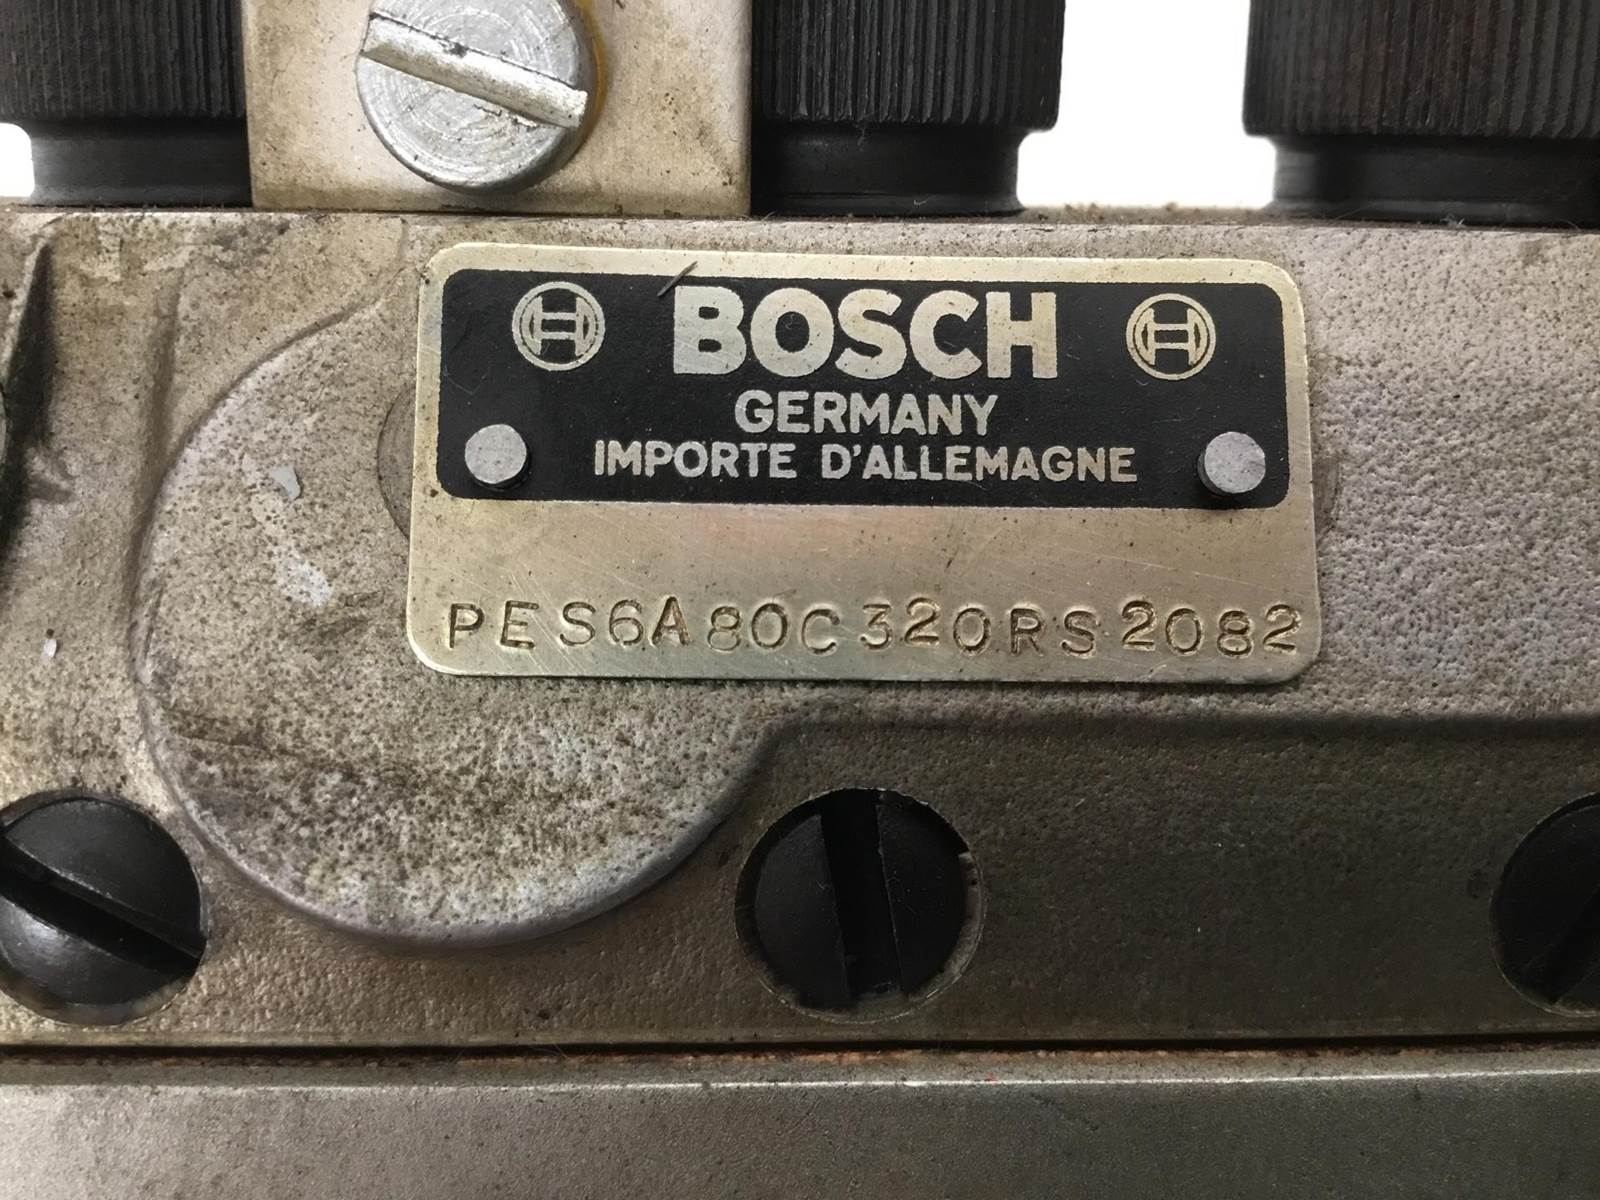 BOSCH
GERMANY
IMPORTE D'ALLEMAGNE
PES6A80C320RS2082